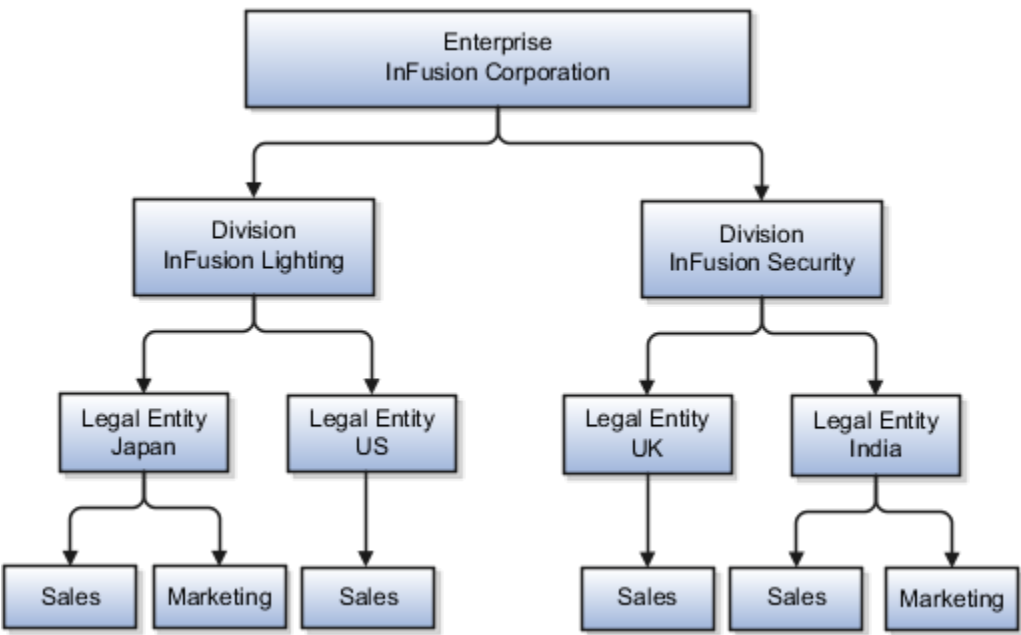 Enterprise
InFusion Corporation
Division
InFusion Lighting
Division
InFusion Security
Legal Entity
Japan
Legal Entity
US
Legal Entity
UK
Legal Entity
India
Sales
Marketing
Sales
Sales
Sales
Marketing